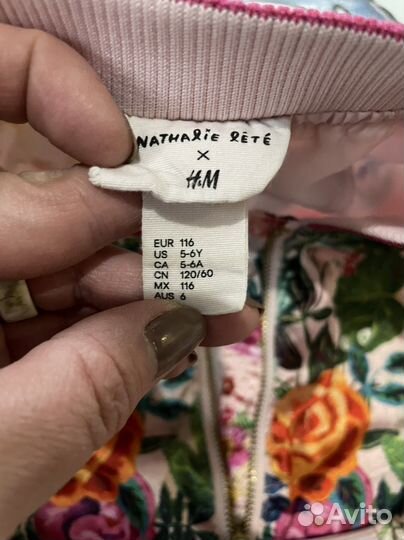 NATHALIE LÉTÉ
×
H&M
EUR 116
US 5-6Y
CA 5-6A
CN 120/60
MX 116
AUS 6
Avito